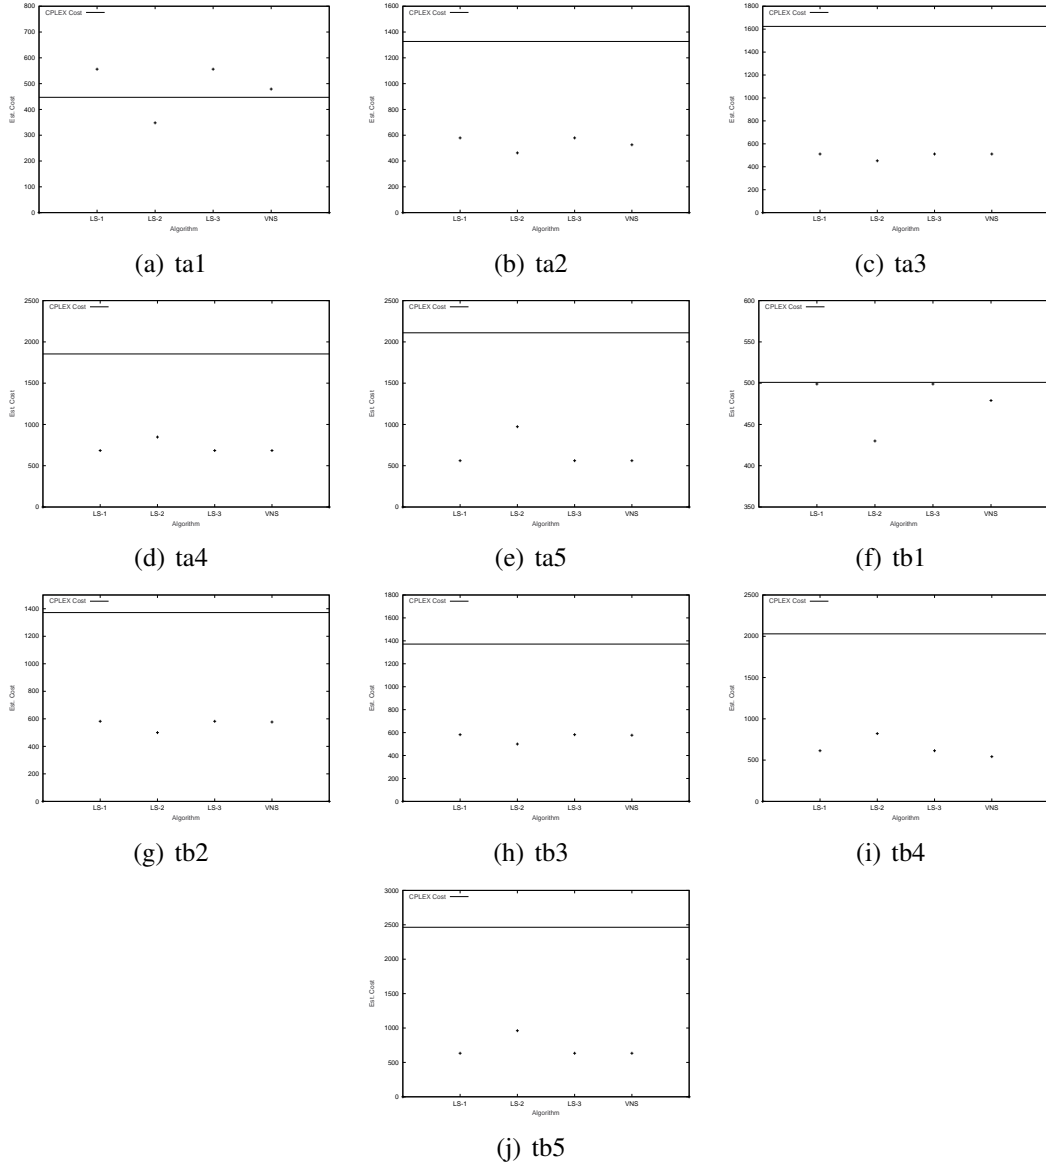 800
CPLEX Cost
700
600
500
400
300
200
100
0
Est. Cost
LS-1 LS-2 LS-3 VNS
Algorithm
(a) ta1
1600
CPLEX Cost
1400
1200
1000
800
600
400
200
0
Est. Cost
LS-1 LS-2 LS-3 VNS
Algorithm
(b) ta2
1800
CPLEX Cost
1600
1400
1200
1000
800
600
400
200
0
Est. Cost
LS-1 LS-2 LS-3 VNS
Algorithm
(c) ta3
2500
CPLEX Cost
2000
1500
1000
500
0
Est. Cost
LS-1 LS-2 LS-3 VNS
Algorithm
(d) ta4
2500
CPLEX Cost
2000
1500
1000
500
0
Est. Cost
LS-1 LS-2 LS-3 VNS
Algorithm
(e) ta5
600
CPLEX Cost
550
500
450
400
350
Est. Cost
LS-1 LS-2 LS-3 VNS
Algorithm
(f) tb1
CPLEX Cost
1400
1200
1000
800
600
400
200
0
Est. Cost
LS-1 LS-2 LS-3 VNS
Algorithm
(g) tb2
1800
CPLEX Cost
1600
1400
1200
1000
800
600
400
200
0
Est. Cost
LS-1 LS-2 LS-3 VNS
Algorithm
(h) tb3
2500
CPLEX Cost
2000
1500
1000
500
0
Est. Cost
LS-1 LS-2 LS-3 VNS
Algorithm
(i) tb4
3000
CPLEX Cost
2500
2000
1500
1000
500
0
Est. Cost
LS-1 LS-2 LS-3 VNS
Algorithm
(j) tb5